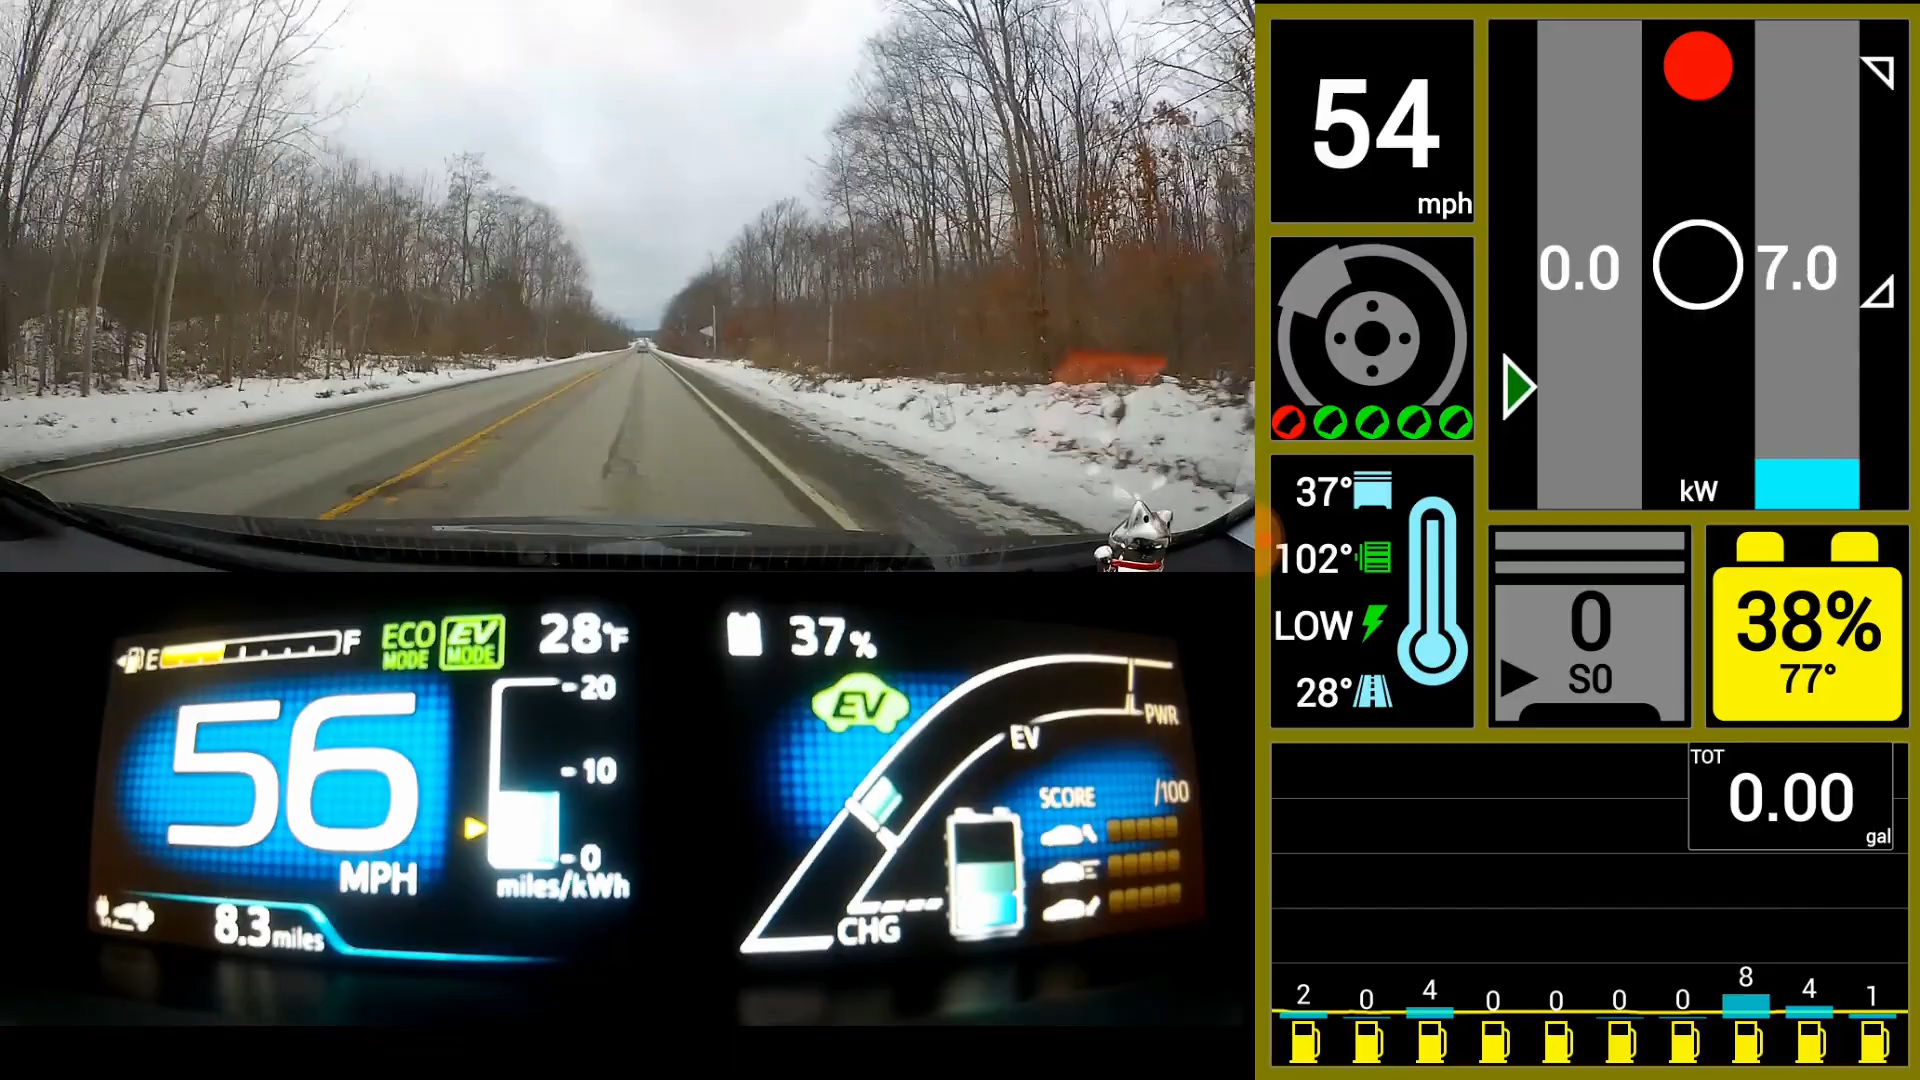 54
mph
0.0
7.0
kW
37°
102°
LOW
28°
0
S0
38%
77°
TOT
0.00
gal
2 0 4 0 0 0 0 8 4 1
E F
ECO MODE
EV MODE
28°F
56
MPH
20
10
0
miles/kWh
8.3 miles
37%
EV
EV
PWR
CHG
SCORE /100